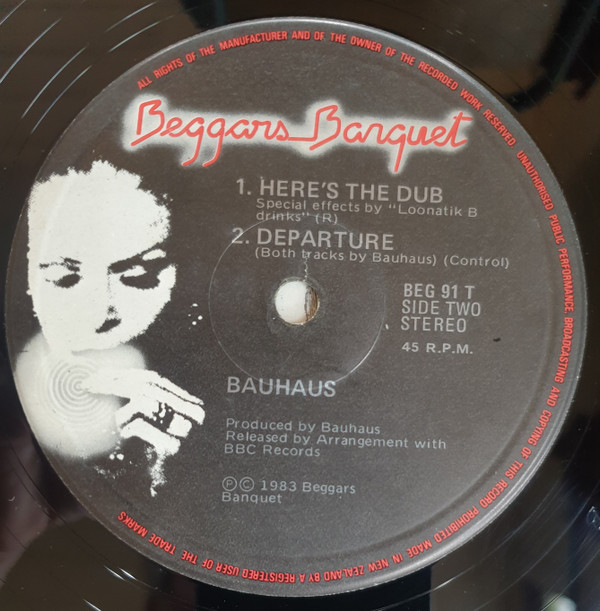 ALL RIGHTS OF THE MANUFACTURER AND OF THE OWNER OF THE RECORDED WORK RESERVED. UNAUTHORISED PUBLIC PERFORMANCE, BROADCASTING AND COPYING OF THIS RECORD PROHIBITED MADE IN NEW ZEALAND BY A REGISTERED USER OF THE TRADE MARKS
Beggars Banquet
1. HERE'S THE DUB
Special effects by "Loonatik B
drinks" (R)
2. DEPARTURE
(Both tracks by Bauhaus) (Control)
BEG 91 T
SIDE TWO
STEREO
45 R.P.M.
BAUHAUS
Produced by Bauhaus
Released by Arrangement with
BBC Records
Ⓟ© 1983 Beggars
Banquet